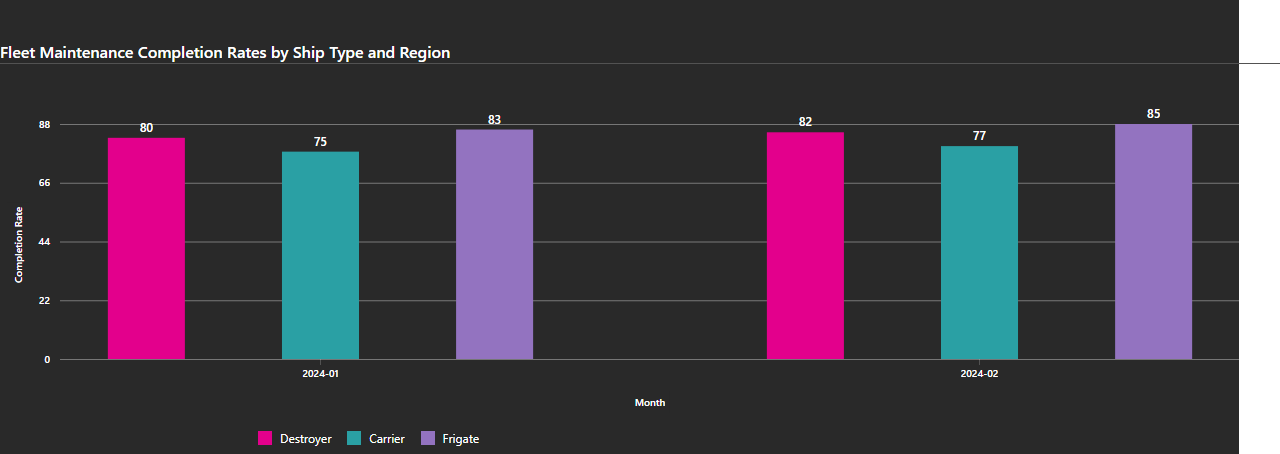 Fleet Maintenance Completion Rates by Ship Type and Region
88
66
44
22
0
Completion Rate
80
75
83
82
77
85
2024-01
2024-02
Month
Destroyer
Carrier
Frigate